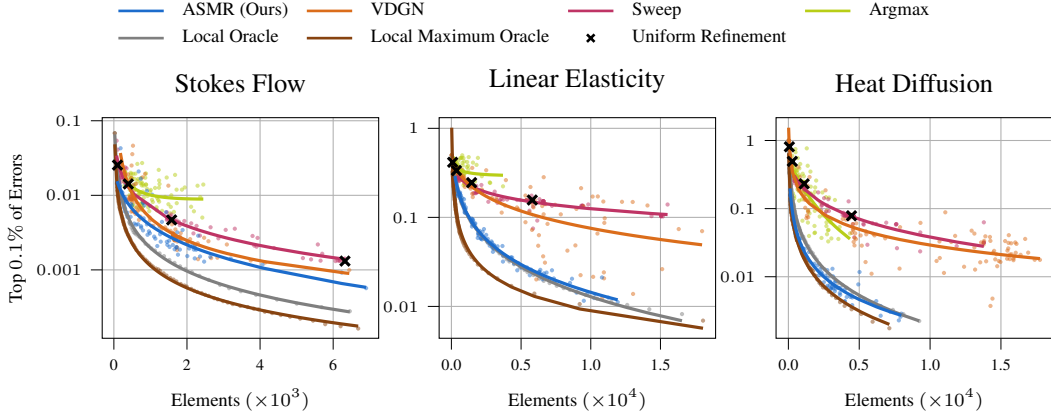 ASMR (Ours) VDGN Sweep Argmax
Local Oracle Local Maximum Oracle Uniform Refinement
Stokes Flow Linear Elasticity Heat Diffusion
Top 0.1% of Errors
0.1
0.01
0.001
0 2 4 6
Elements (×10³)
1
0.1
0.01
0.0 0.5 1.0 1.5
Elements (×10⁴)
1
0.1
0.01
0.0 0.5 1.0 1.5
Elements (×10⁴)